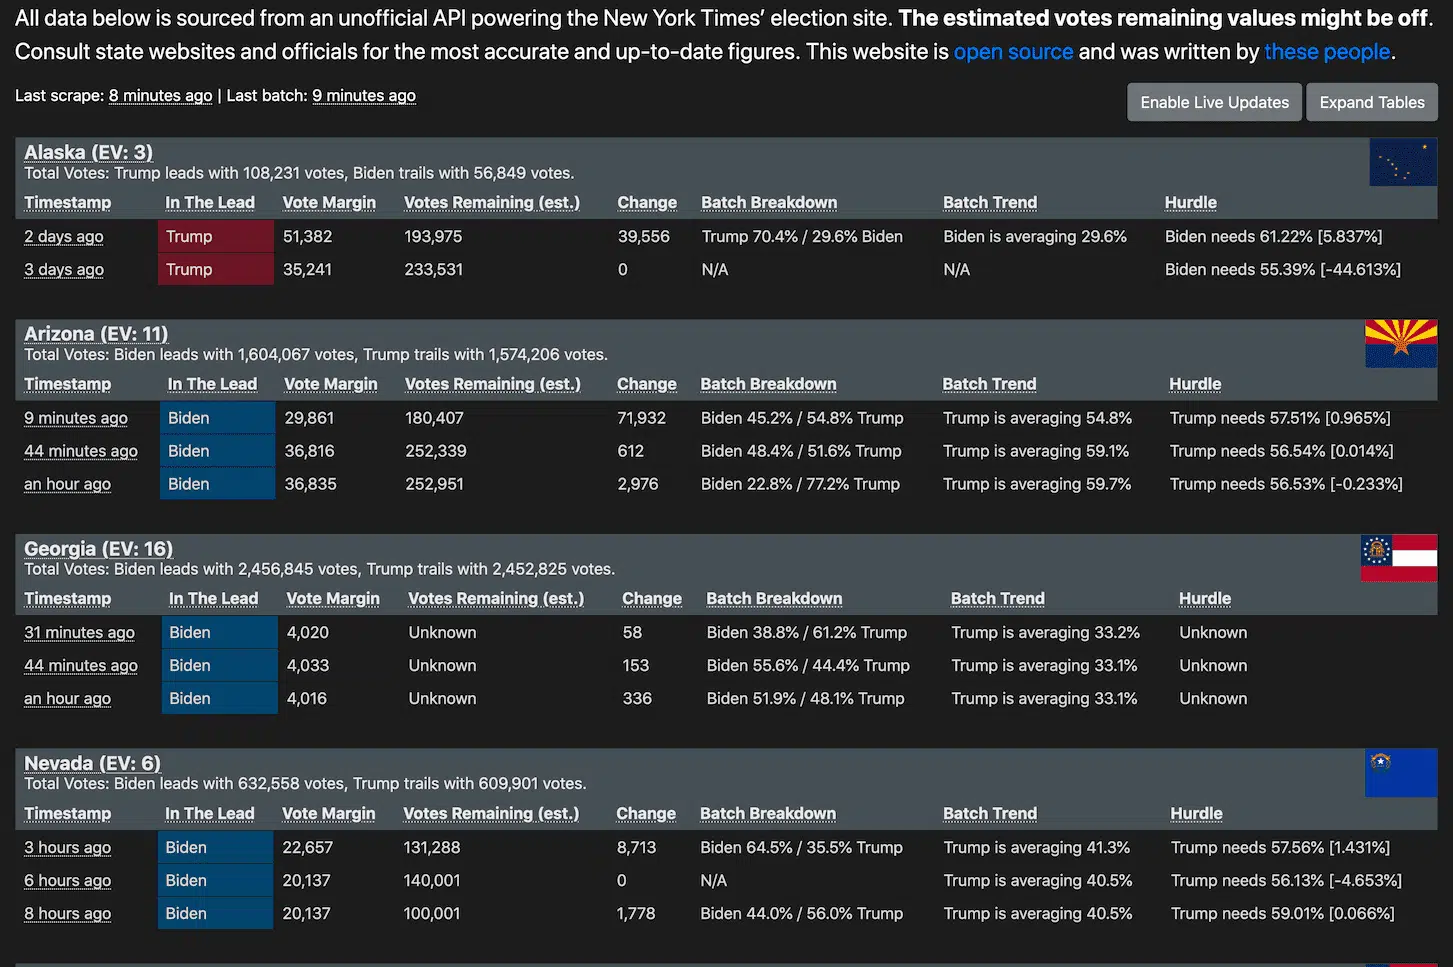 All data below is sourced from an unofficial API powering the New York Times’ election site. The estimated votes remaining values might be off.
Consult state websites and officials for the most accurate and up-to-date figures. This website is open source and was written by these people.
Last scrape: 8 minutes ago | Last batch: 9 minutes ago
Enable Live Updates Expand Tables
Alaska (EV: 3)
Total Votes: Trump leads with 108,231 votes, Biden trails with 56,849 votes.
Timestamp In The Lead Vote Margin Votes Remaining (est.) Change Batch Breakdown Batch Trend Hurdle
2 days ago Trump 51,382 193,975 39,556 Trump 70.4% / 29.6% Biden Biden is averaging 29.6% Biden needs 61.22% [5.837%]
3 days ago Trump 35,241 233,531 0 N/A N/A Biden needs 55.39% [-44.613%]
Arizona (EV: 11)
Total Votes: Biden leads with 1,604,067 votes, Trump trails with 1,574,206 votes.
Timestamp In The Lead Vote Margin Votes Remaining (est.) Change Batch Breakdown Batch Trend Hurdle
9 minutes ago Biden 29,861 180,407 71,932 Biden 45.2% / 54.8% Trump Trump is averaging 54.8% Trump needs 57.51% [0.965%]
44 minutes ago Biden 36,816 252,339 612 Biden 48.4% / 51.6% Trump Trump is averaging 59.1% Trump needs 56.54% [0.014%]
an hour ago Biden 36,835 252,951 2,976 Biden 22.8% / 77.2% Trump Trump is averaging 59.7% Trump needs 56.53% [-0.233%]
Georgia (EV: 16)
Total Votes: Biden leads with 2,456,845 votes, Trump trails with 2,452,825 votes.
Timestamp In The Lead Vote Margin Votes Remaining (est.) Change Batch Breakdown Batch Trend Hurdle
31 minutes ago Biden 4,020 Unknown 58 Biden 38.8% / 61.2% Trump Trump is averaging 33.2% Unknown
44 minutes ago Biden 4,033 Unknown 153 Biden 55.6% / 44.4% Trump Trump is averaging 33.1% Unknown
an hour ago Biden 4,016 Unknown 336 Biden 51.9% / 48.1% Trump Trump is averaging 33.1% Unknown
Nevada (EV: 6)
Total Votes: Biden leads with 632,558 votes, Trump trails with 609,901 votes.
Timestamp In The Lead Vote Margin Votes Remaining (est.) Change Batch Breakdown Batch Trend Hurdle
3 hours ago Biden 22,657 131,288 8,713 Biden 64.5% / 35.5% Trump Trump is averaging 41.3% Trump needs 57.56% [1.431%]
6 hours ago Biden 20,137 140,001 0 N/A Trump is averaging 40.5% Trump needs 56.13% [-4.653%]
8 hours ago Biden 20,137 100,001 1,778 Biden 44.0% / 56.0% Trump Trump is averaging 40.5% Trump needs 59.01% [0.066%]